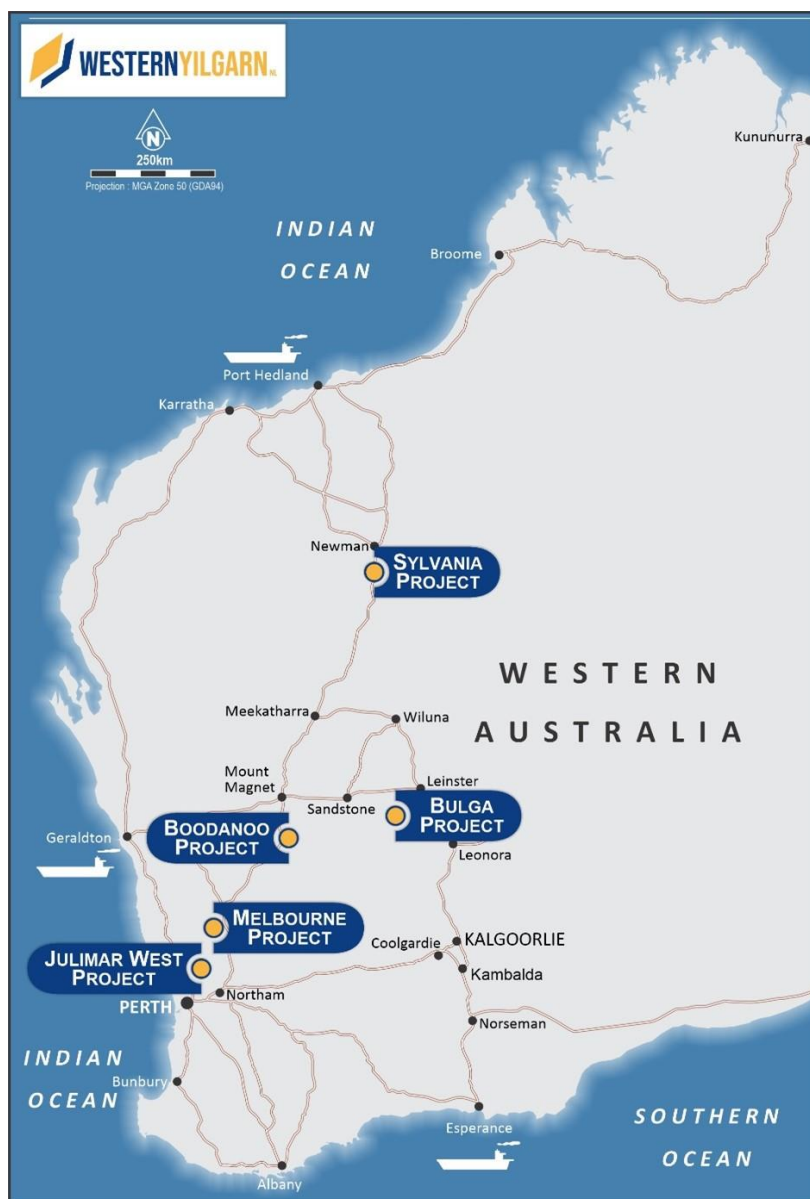 WESTERNYILGARN NL
N
250km
Projection : MGA Zone 50 (GDA94)
Kununurra
INDIAN
OCEAN
Broome
Port Hedland
Karratha
Newman
SYLVANIA
PROJECT
WESTERN
AUSTRALIA
Meekatharra
Wiluna
Mount
Magnet
Leinster
Sandstone
BULGA
PROJECT
BOODANOO
PROJECT
Geraldton
Leonora
MELBOURNE
PROJECT
Coolgardie
KALGOORLIE
JULIMAR WEST
PROJECT
Kambalda
Northam
PERTH
Norseman
INDIAN
OCEAN
Bunbury
Esperance
SOUTHERN
OCEAN
Albany